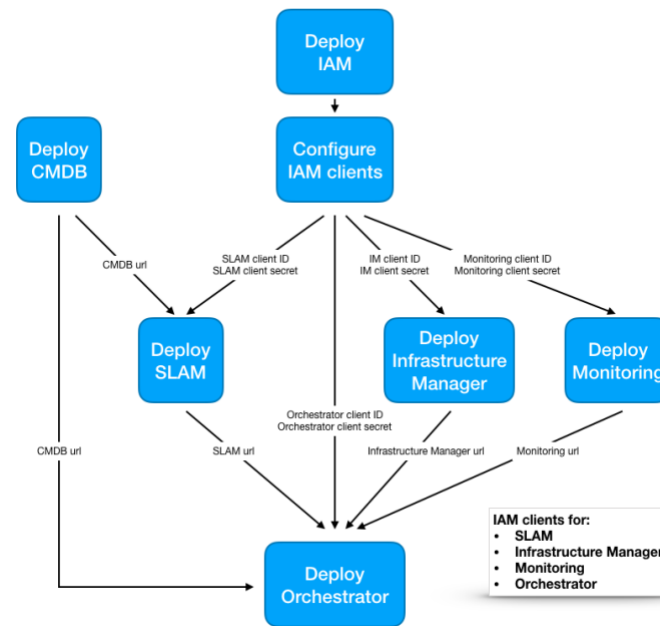 Deploy
IAM
Deploy
CMDB
Configure
IAM clients
CMDB url
SLAM client ID
SLAM client secret
IM client ID
IM client secret
Monitoring client ID
Monitoring client secret
Deploy
SLAM
Deploy
Infrastructure
Manager
Deploy
Monitoring
Orchestrator client ID
Orchestrator client secret
CMDB url
SLAM url
Infrastructure Manager url
Monitoring url
Deploy
Orchestrator
IAM clients for:
• SLAM
• Infrastructure Manager
• Monitoring
• Orchestrator